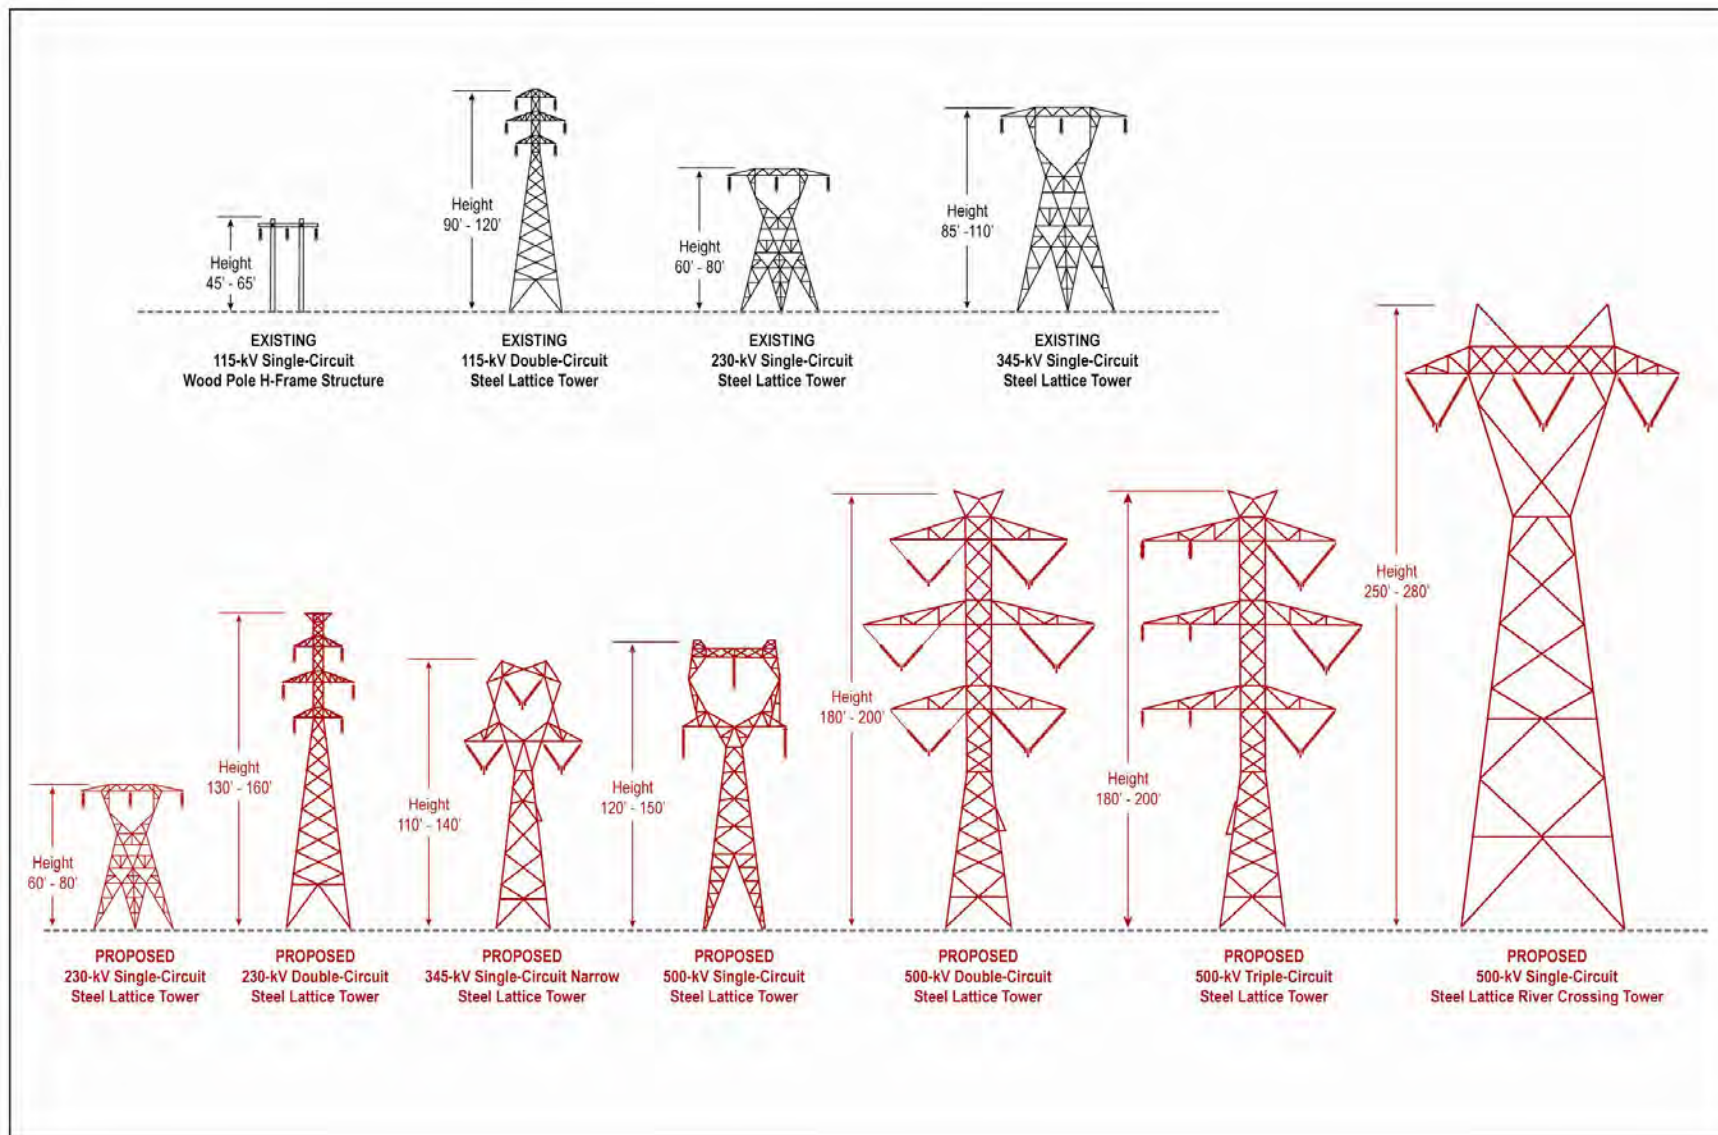 Height
45' - 65'
Height
90' - 120'
Height
60' - 80'
Height
85' -110'
EXISTING
115-kV Single-Circuit
Wood Pole H-Frame Structure
EXISTING
115-kV Double-Circuit
Steel Lattice Tower
EXISTING
230-kV Single-Circuit
Steel Lattice Tower
EXISTING
345-kV Single-Circuit
Steel Lattice Tower
Height
60' - 80'
Height
130' - 160'
Height
110' - 140'
Height
120' - 150'
Height
180' - 200'
Height
180' - 200'
Height
250' - 280'
PROPOSED
230-kV Single-Circuit
Steel Lattice Tower
PROPOSED
230-kV Double-Circuit
Steel Lattice Tower
PROPOSED
345-kV Single-Circuit Narrow
Steel Lattice Tower
PROPOSED
500-kV Single-Circuit
Steel Lattice Tower
PROPOSED
500-kV Double-Circuit
Steel Lattice Tower
PROPOSED
500-kV Triple-Circuit
Steel Lattice Tower
PROPOSED
500-kV Single-Circuit
Steel Lattice River Crossing Tower